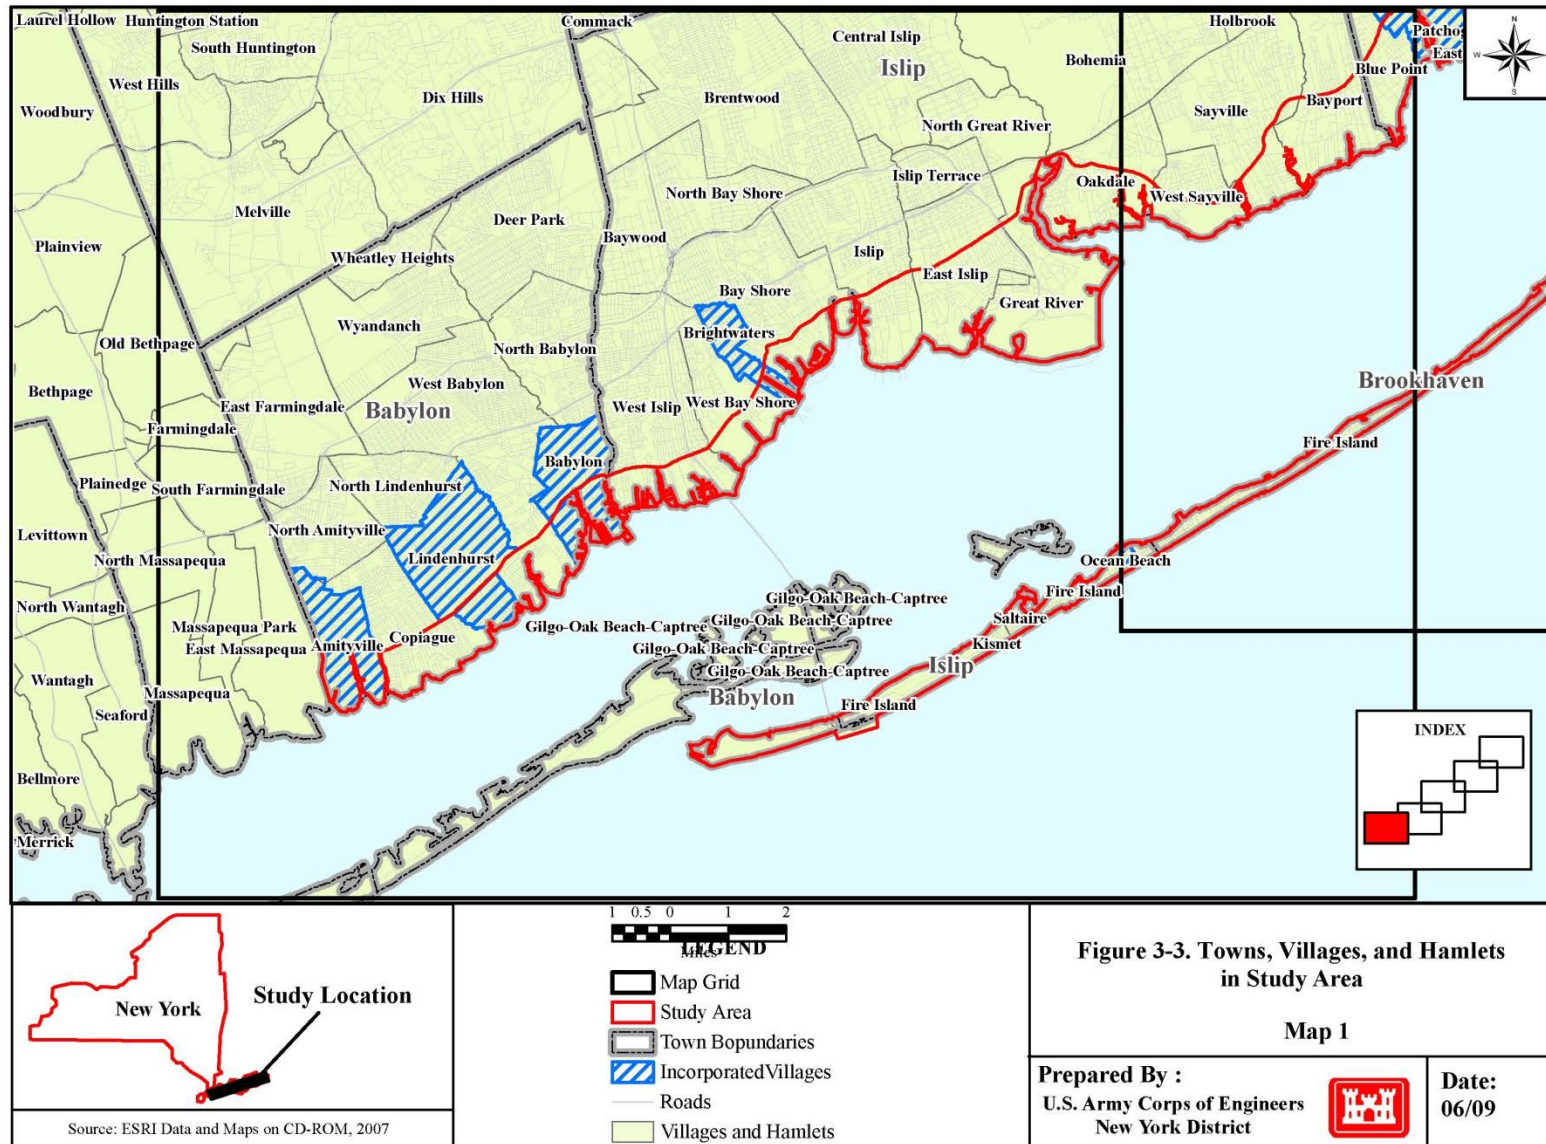 Laurel Hollow
Huntington Station
Commack
Holbrook
Patchog
South Huntington
Central Islip
East
West Hills
Islip
Bohemia
Blue Point
N
W
S
Woodbury
Dix Hills
Brentwood
Sayville
Bayport
North Great River
Islip Terrace
Oakdale
Melville
North Bay Shore
West Sayville
Deer Park
Plainview
Baywood
Wheatley Heights
Islip
East Islip
Bay Shore
Great River
Wyandanch
Brightwaters
Old Bethpage
North Babylon
Bethpage
West Babylon
Brookhaven
East Farmingdale
Babylon
West Islip
West Bay Shore
Farmingdale
Fire Island
Babylon
Plainedge
South Farmingdale
North Lindenhurst
Levittown
North Amityville
North Massapequa
Lindenhurst
Ocean Beach
Fire Island
North Wantagh
Gilgo-Oak Beach-Captree
Saltaire
Massapequa Park
Gilgo-Oak Beach-Captree
Gilgo-Oak Beach-Captree
East Massapequa
Amityville
Copiague
Kismet
Gilgo-Oak Beach-Captree
Islip
Wantagh
Gilgo-Oak Beach-Captree
Massapequa
Babylon
Fire Island
Seaford
INDEX
Bellmore
Merrick
New York
Study Location
Source: ESRI Data and Maps on CD-ROM, 2007
1 0.5 0 1 2
Miles
LEGEND
Map Grid
Study Area
Town Bopundaries
IncorporatedVillages
Roads
Villages and Hamlets
Figure 3-3. Towns, Villages, and Hamlets
in Study Area
Map 1
Prepared By :
U.S. Army Corps of Engineers
New York District
Date:
06/09